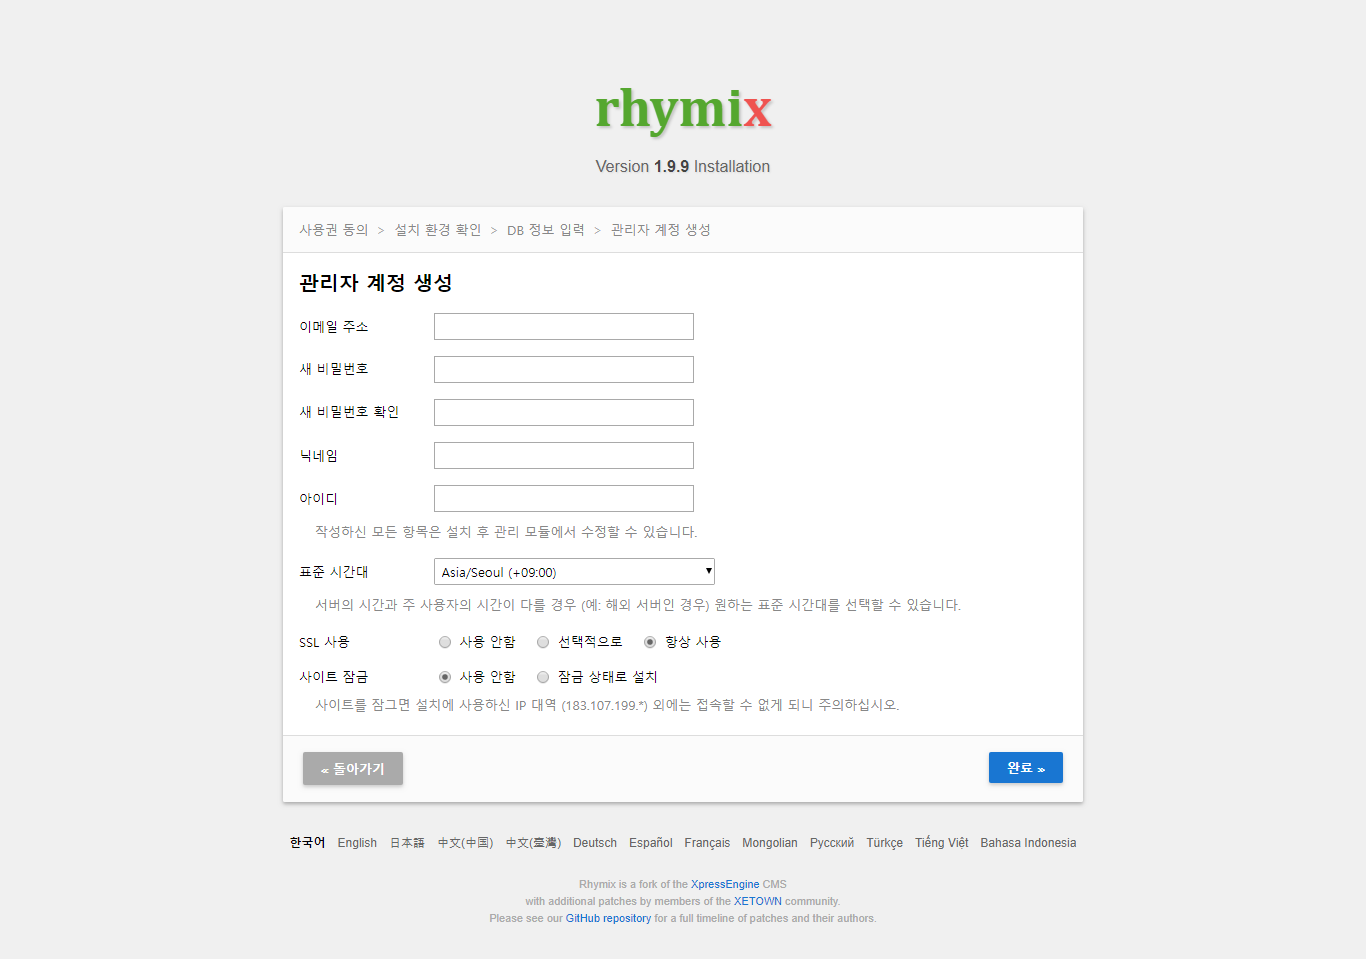 rhymix
Version 1.9.9 Installation
사용권 동의 > 설치 환경 확인 > DB 정보 입력 > 관리자 계정 생성
관리자 계정 생성
이메일 주소
새 비밀번호
새 비밀번호 확인
닉네임
아이디
작성하신 모든 항목은 설치 후 관리 모듈에서 수정할 수 있습니다.
표준 시간대 Asia/Seoul (+09:00)
서버의 시간과 주 사용자의 시간이 다를 경우 (예: 해외 서버인 경우) 원하는 표준 시간대를 선택할 수 있습니다.
SSL 사용 사용 안함 선택적으로 항상 사용
사이트 잠금 사용 안함 잠금 상태로 설치
사이트를 잠그면 설치에 사용하신 IP 대역 (183.107.199.*) 외에는 접속할 수 없게 되니 주의하십시오.
« 돌아가기 완료 »
한국어 English 日本語 中文(中国) 中文(臺灣) Deutsch Español Français Mongolian Русский Türkçe Tiếng Việt Bahasa Indonesia
Rhymix is a fork of the XpressEngine CMS
with additional patches by members of the XETOWN community.
Please see our GitHub repository for a full timeline of patches and their authors.